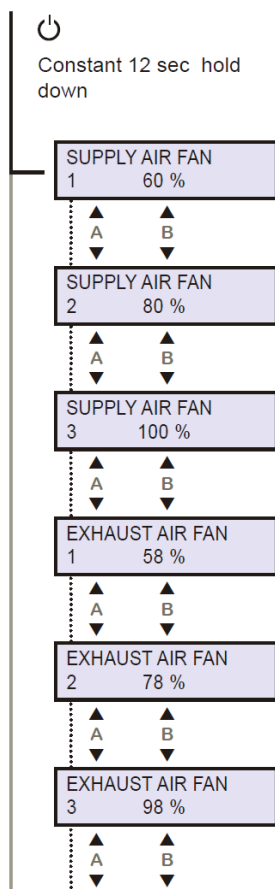 Constant 12 sec hold
down
SUPPLY AIR FAN
1 60 %
A B
SUPPLY AIR FAN
2 80 %
A B
SUPPLY AIR FAN
3 100 %
A B
EXHAUST AIR FAN
1 58 %
A B
EXHAUST AIR FAN
2 78 %
A B
EXHAUST AIR FAN
3 98 %
A B